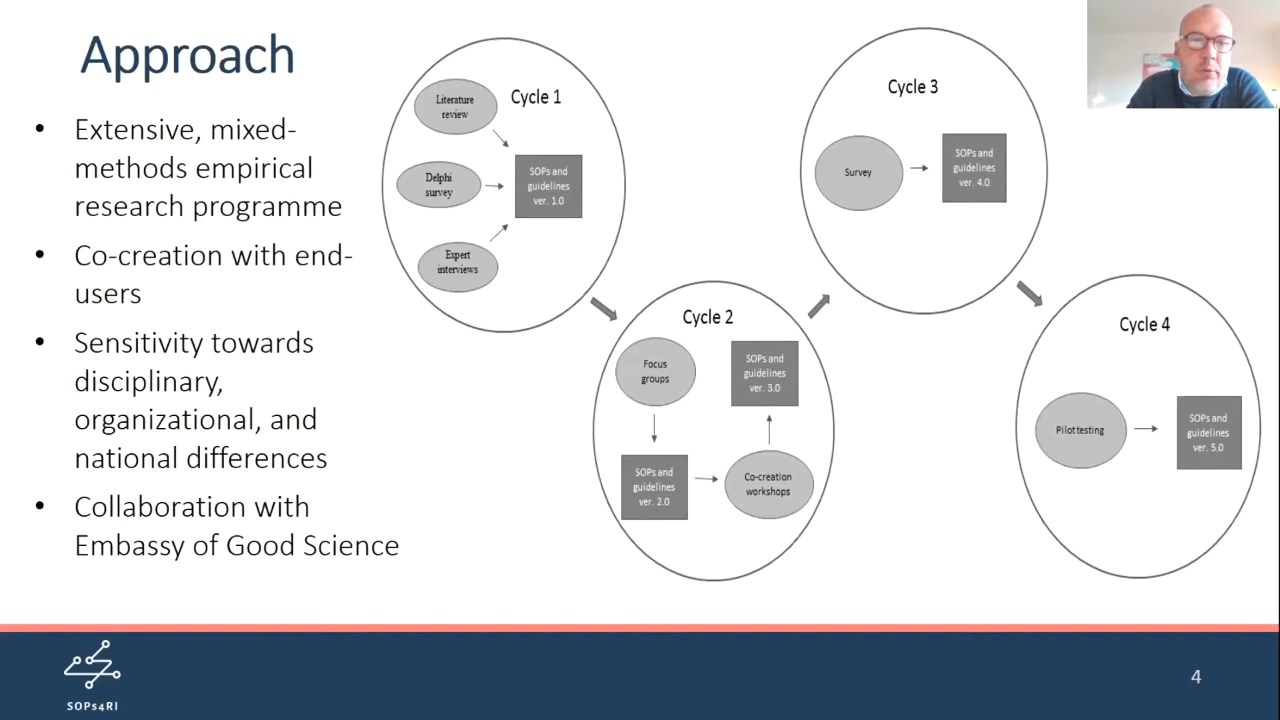 Approach
• Extensive, mixed-
methods empirical
research programme
• Co-creation with end-
users
• Sensitivity towards
disciplinary,
organizational, and
national differences
• Collaboration with
Embassy of Good Science
Cycle 1
Literature
review
Delphi
survey
Expert
interviews
SOPs and
guidelines
ver. 1.0
Cycle 2
Focus
groups
SOPs and
guidelines
ver. 2.0
Co-creation
workshops
SOPs and
guidelines
ver. 3.0
Cycle 3
Survey
SOPs and
guidelines
ver. 4.0
Cycle 4
Pilot testing
SOPs and
guidelines
ver. 5.0
SOPs4RI
4